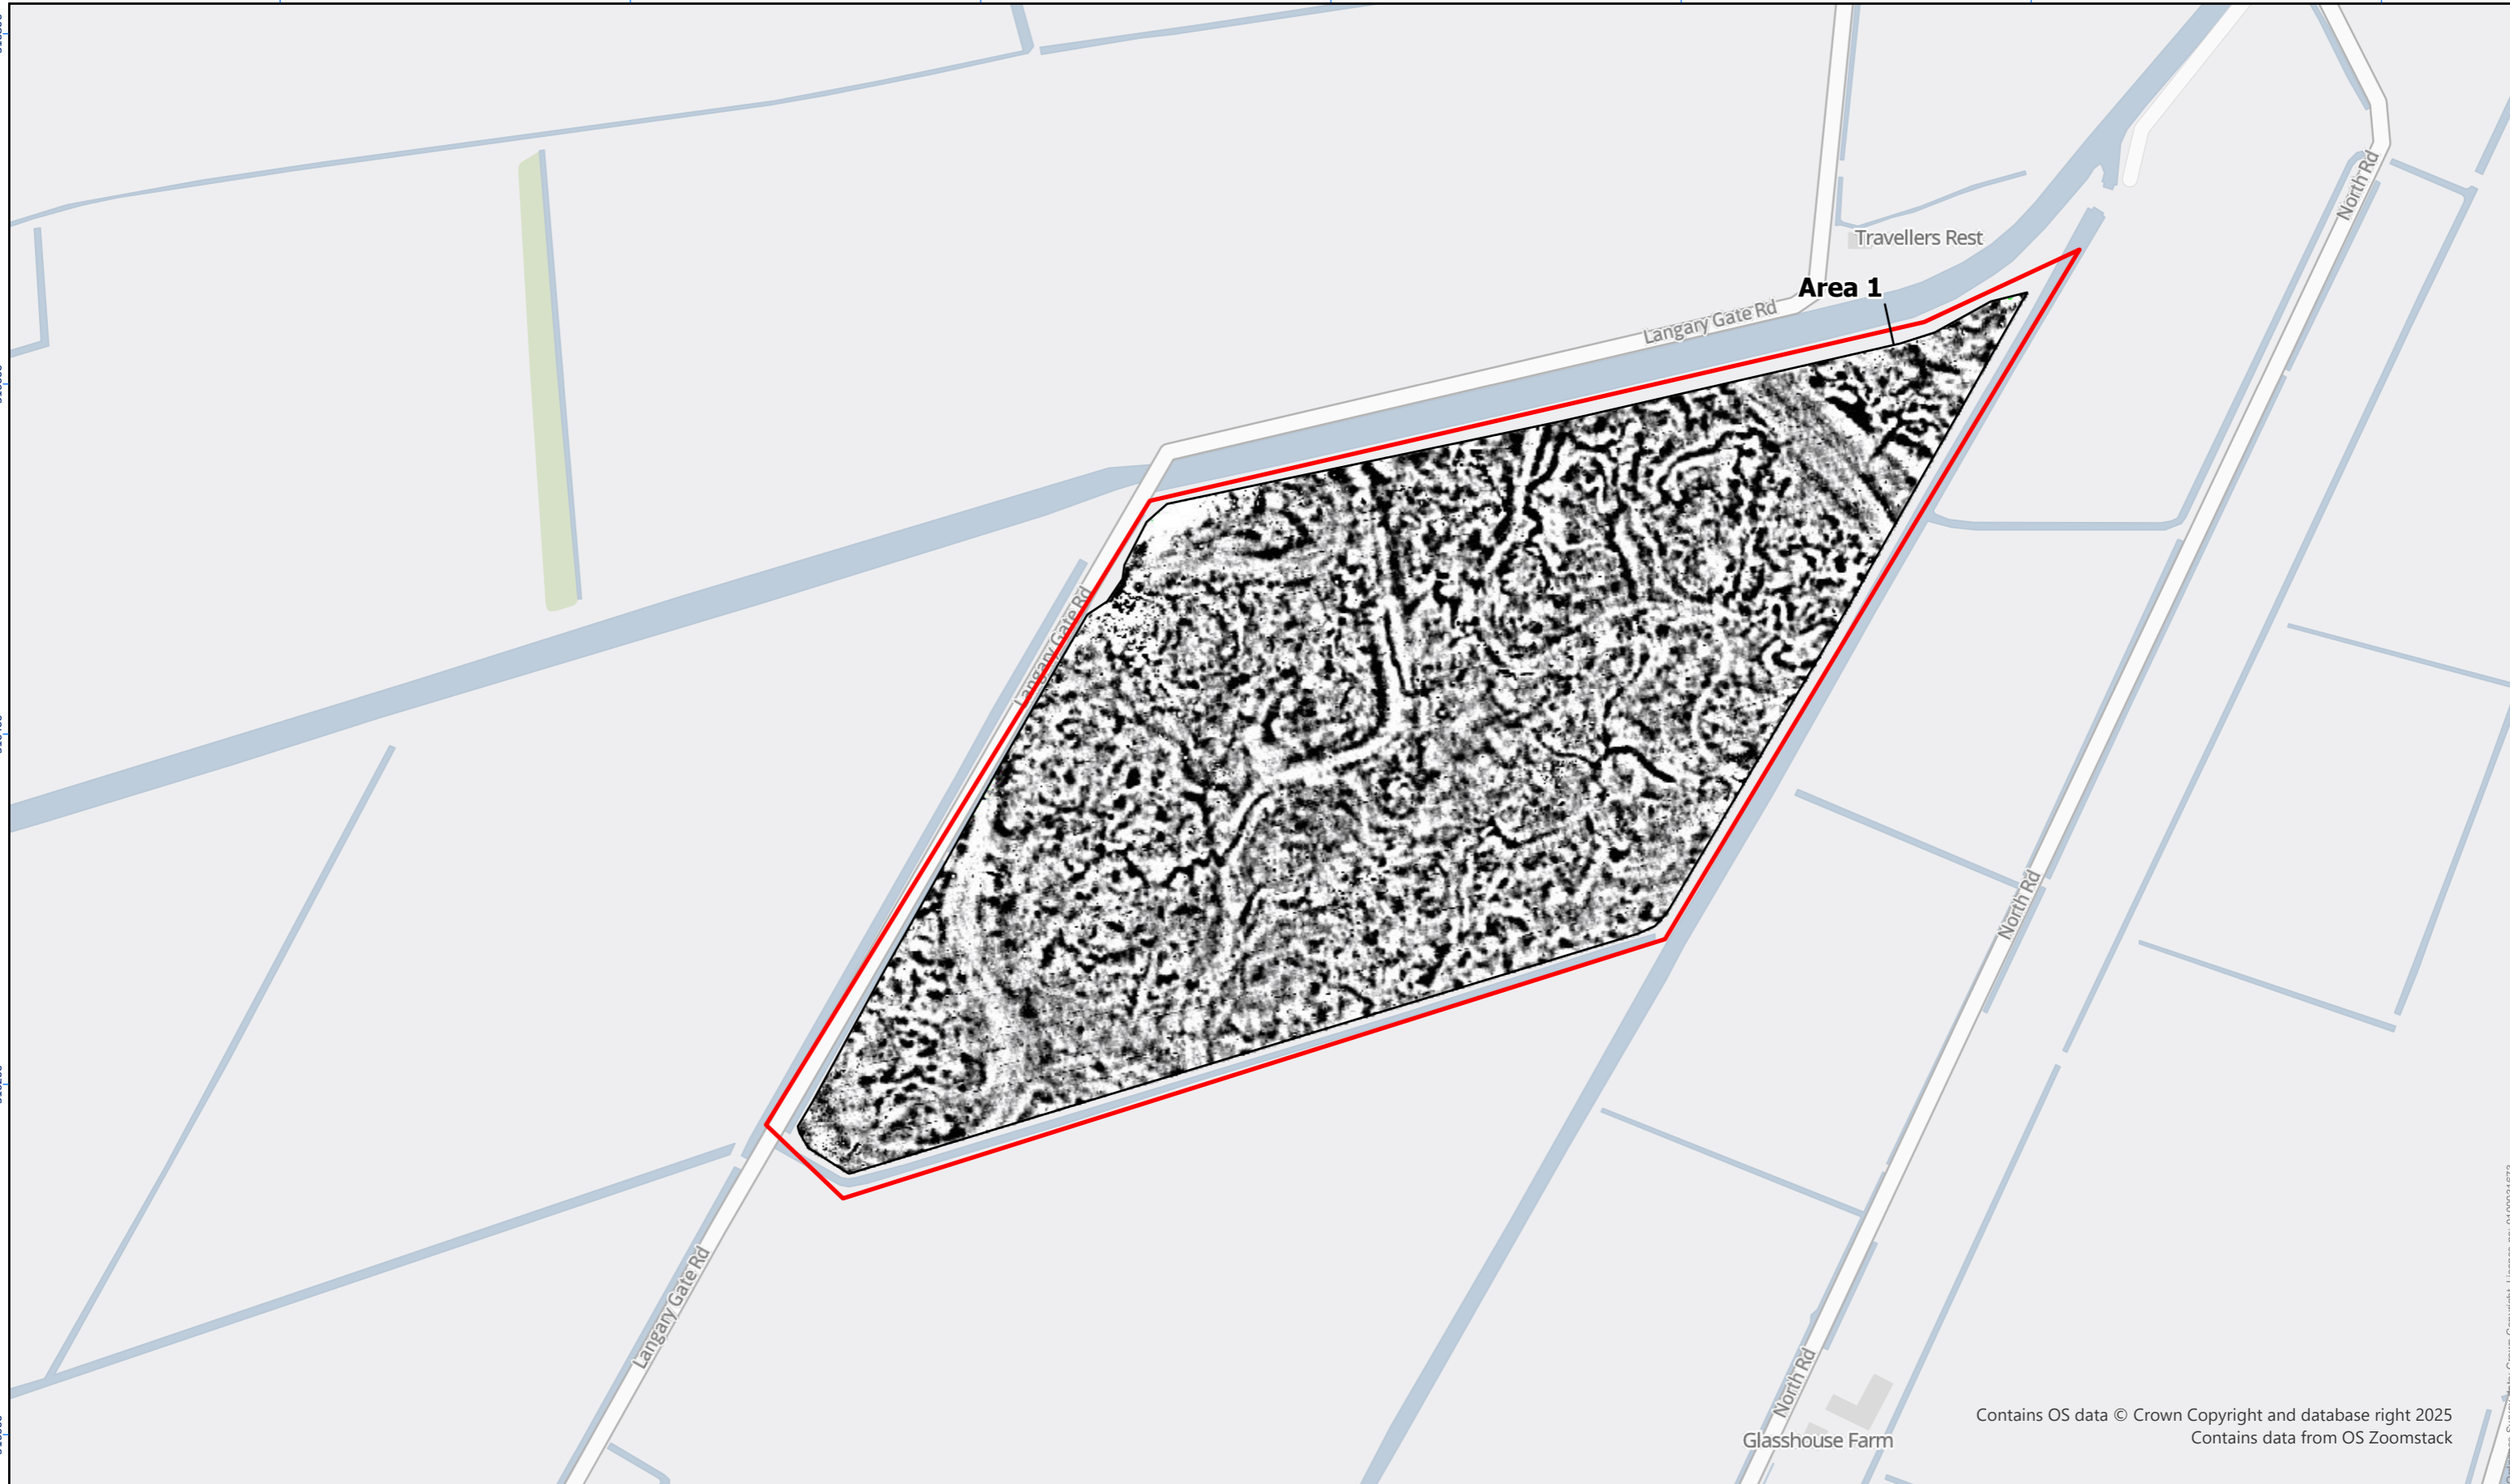 North Rd
Travellers Rest
Area 1
Langary Gate Rd
Langary Gate Rd
North Rd
Langary Gate Rd
North Rd
Glasshouse Farm
Contains OS data © Crown Copyright and database right 2025
Contains data from OS Zoomstack